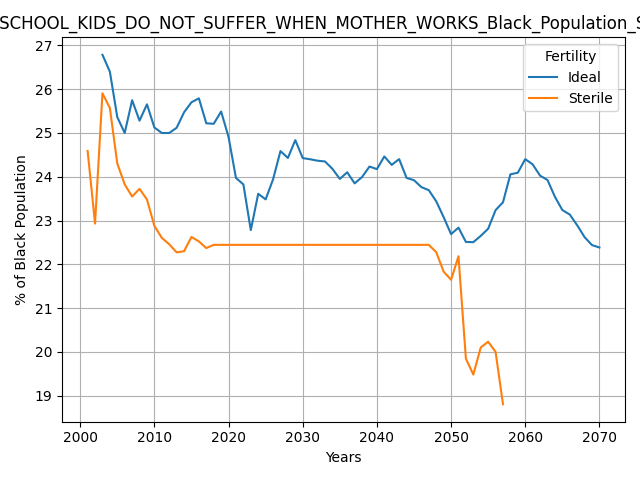 SCHOOL_KIDS_DO_NOT_SUFFER_WHEN_MOTHER_WORKS_Black_Population_S
27
26
25
24
23
22
21
20
19
% of Black Population
Fertility
Ideal
Sterile
2000 2010 2020 2030 2040 2050 2060 2070
Years